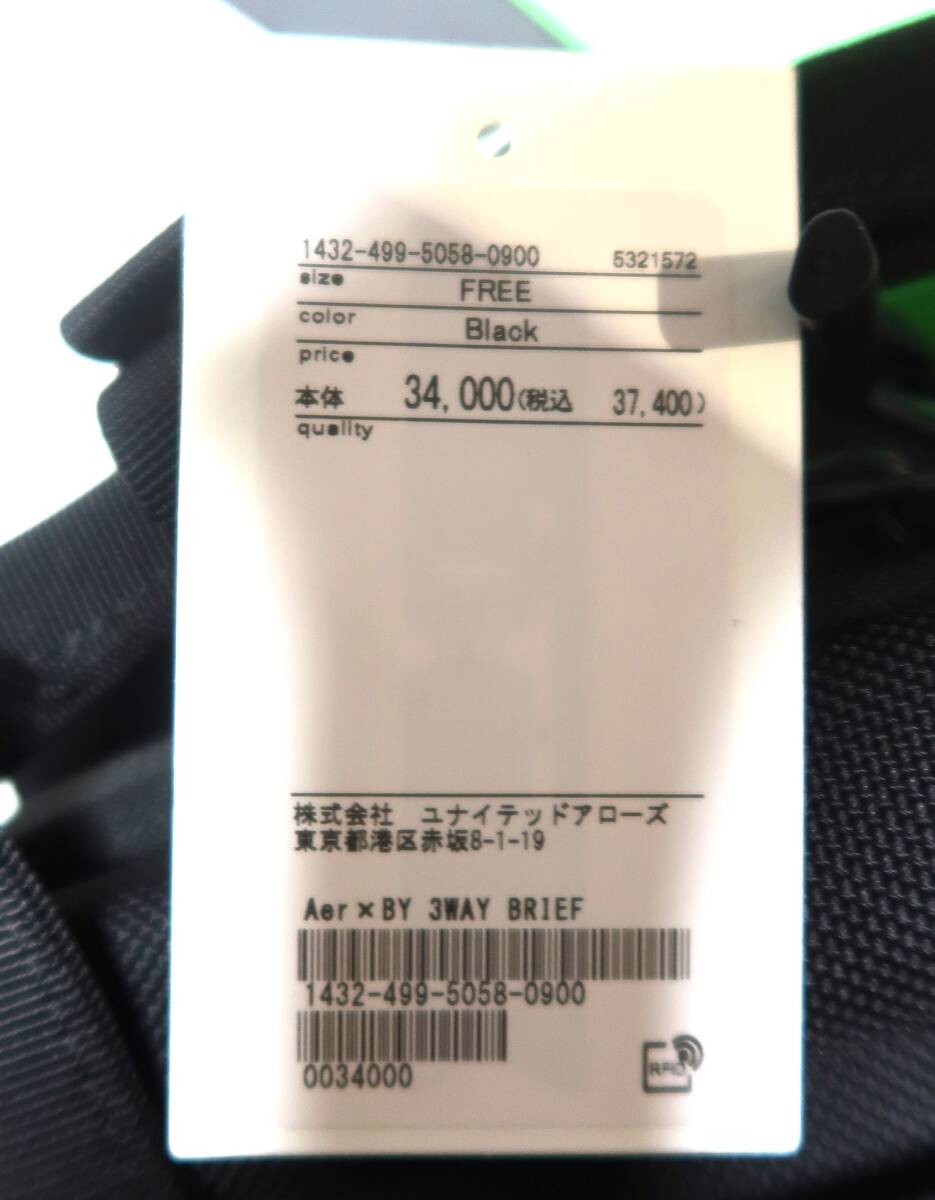 1432-499-5058-0900 5321572
size
FREE
color
Black
price
本体 34,000(税込 37,400)
quality
株式会社 ユナイテッドアローズ
東京都港区赤坂8-1-19
Aer×BY 3WAY BRIEF
1432-499-5058-0900
0034000
RFID